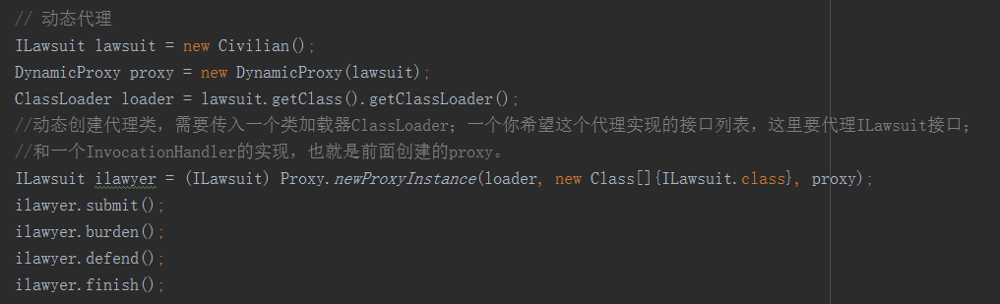 // 动态代理
ILawsuit lawsuit = new Civilian();
DynamicProxy proxy = new DynamicProxy(lawsuit);
ClassLoader loader = lawsuit.getClass().getClassLoader();
//动态创建代理类，需要传入一个类加载器ClassLoader；一个你希望这个代理实现的接口列表，这里要代理ILawsuit接口；
//和一个InvocationHandler的实现，也就是前面创建的proxy。
ILawsuit ilawyer = (ILawsuit) Proxy.newProxyInstance(loader, new Class[]{ILawsuit.class}, proxy);
ilawyer.submit();
ilawyer.burden();
ilawyer.defend();
ilawyer.finish();